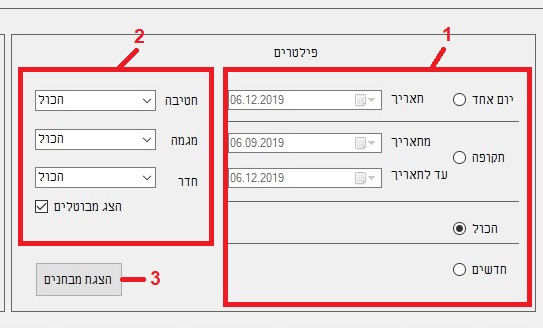 1
2
פילטרים
יום אחד
תאריך
06.12.2019
תקופה
מתאריך
06.09.2019
עד לתאריך
06.12.2019
הכול
חדשים
חטיבה
הכול
מגמה
הכול
חדר
הכול
הצג מבוטלים
הצגת מבחנים
3